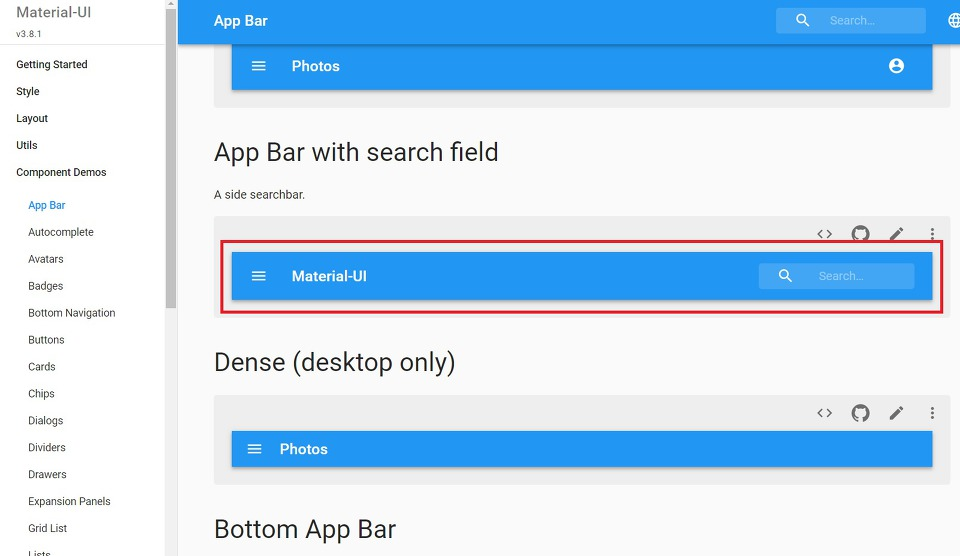 Material-UI
v3.8.1
Getting Started
Style
Layout
Utils
Component Demos
App Bar
Autocomplete
Avatars
Badges
Bottom Navigation
Buttons
Cards
Chips
Dialogs
Dividers
Drawers
Expansion Panels
Grid List
Lists
App Bar
Search…
Photos
App Bar with search field
A side searchbar.
Material-UI
Search…
Dense (desktop only)
Photos
Bottom App Bar